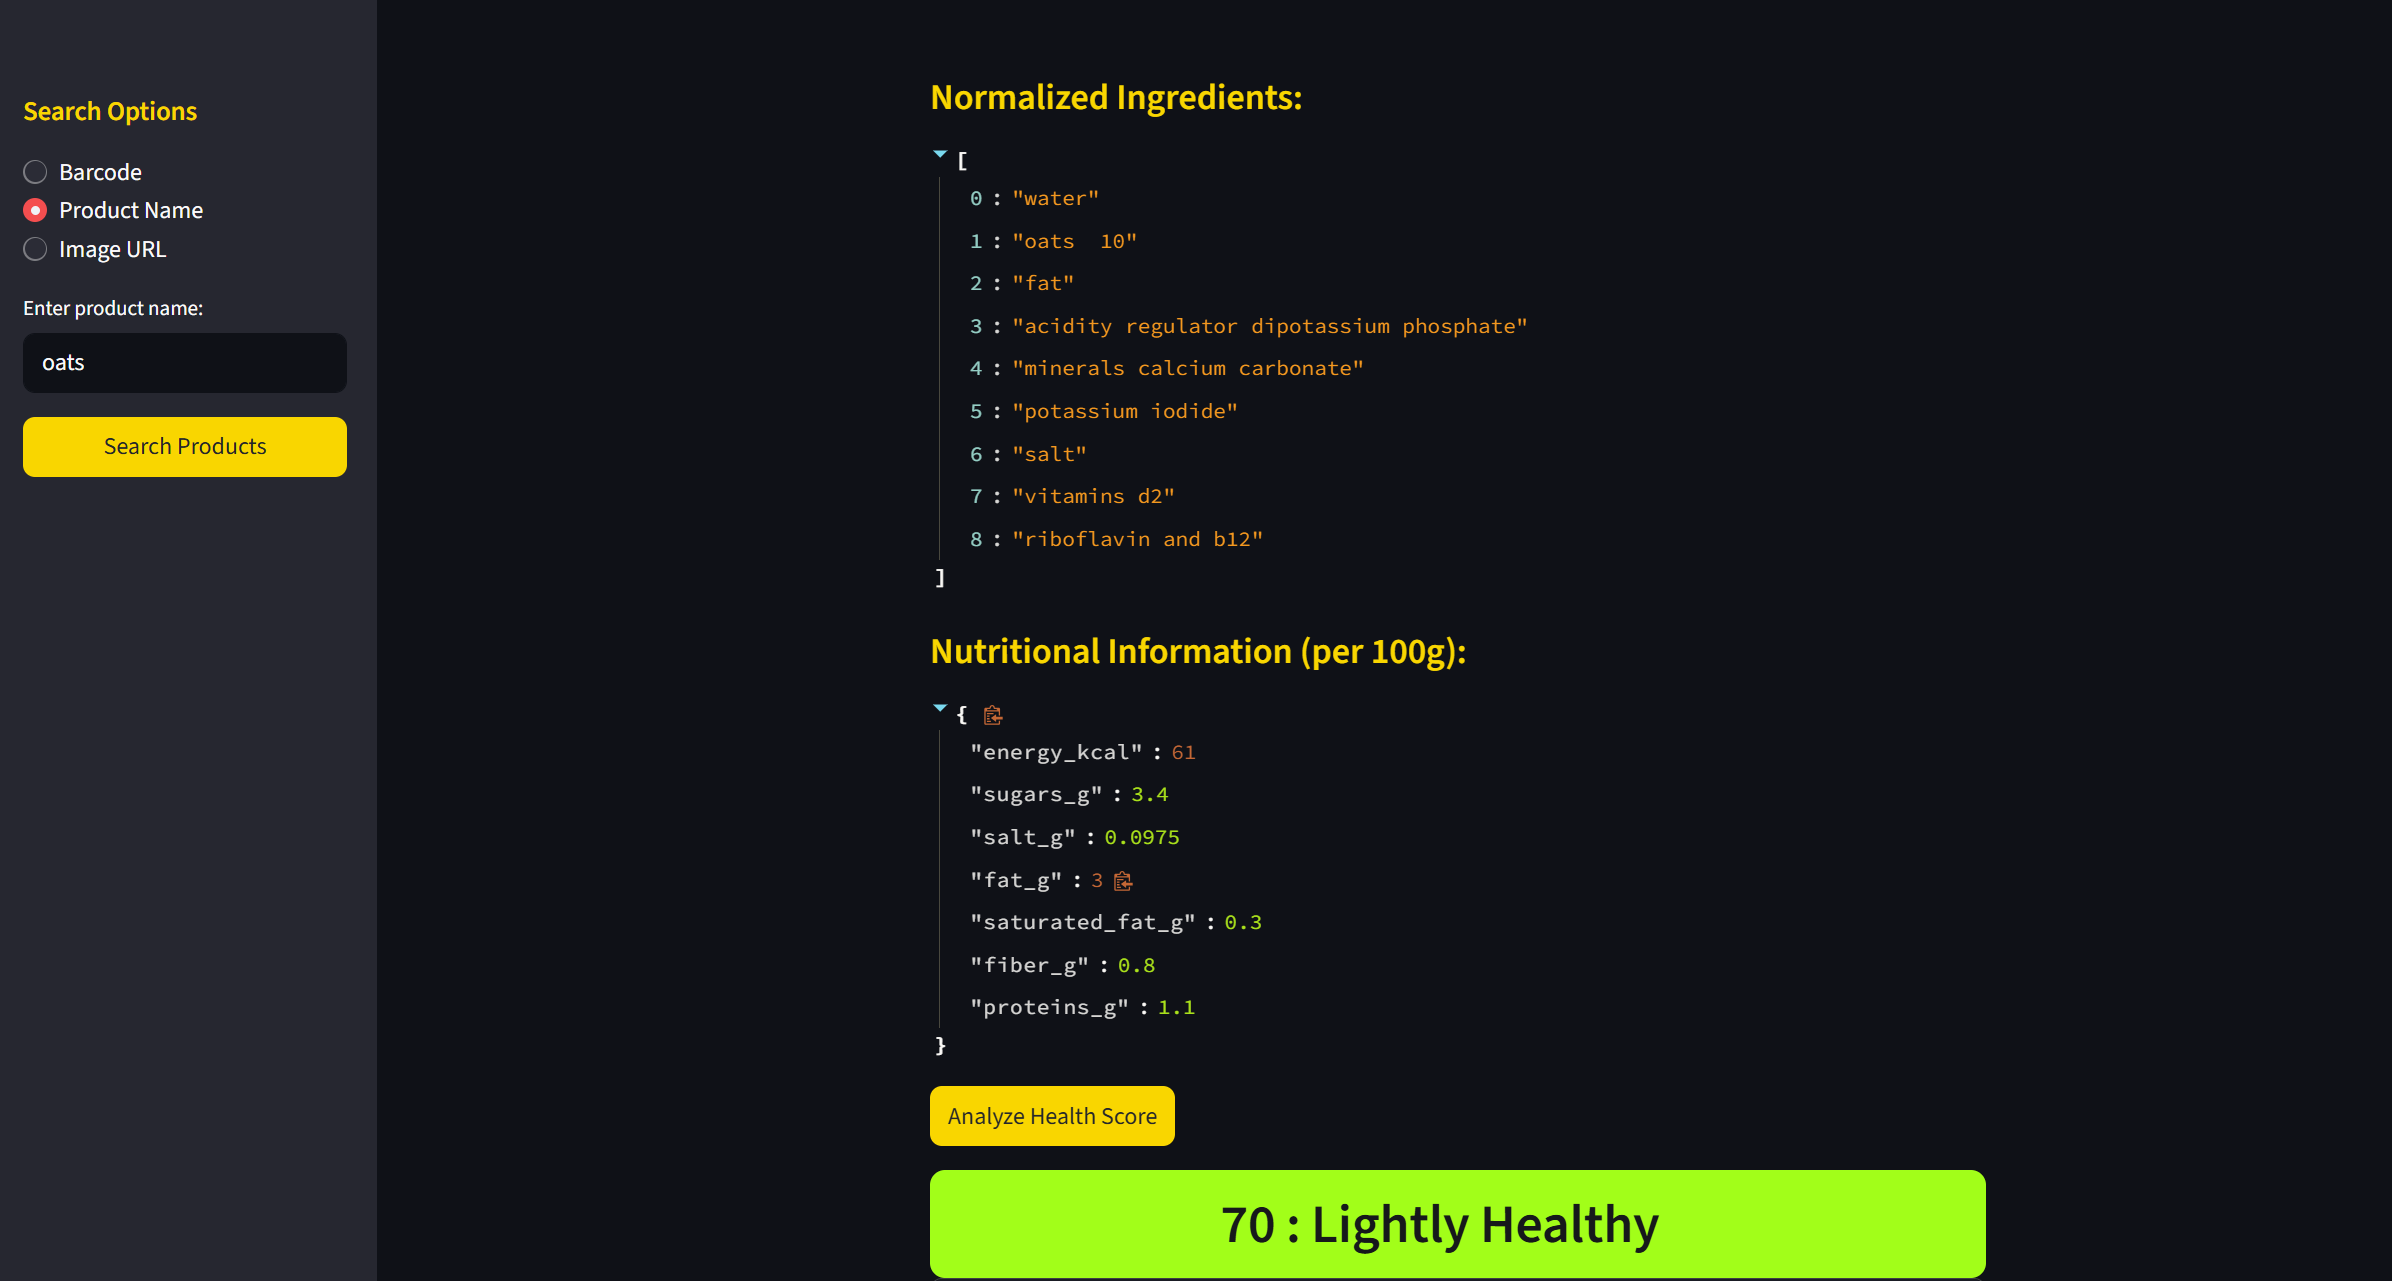 Search Options
Barcode
Product Name
Image URL
Enter product name:
oats
Search Products
Normalized Ingredients:
[
0 : "water"
1 : "oats  10"
2 : "fat"
3 : "acidity regulator dipotassium phosphate"
4 : "minerals calcium carbonate"
5 : "potassium iodide"
6 : "salt"
7 : "vitamins d2"
8 : "riboflavin and b12"
]
Nutritional Information (per 100g):
{
"energy_kcal" : 61
"sugars_g" : 3.4
"salt_g" : 0.0975
"fat_g" : 3
"saturated_fat_g" : 0.3
"fiber_g" : 0.8
"proteins_g" : 1.1
}
Analyze Health Score
70 : Lightly Healthy